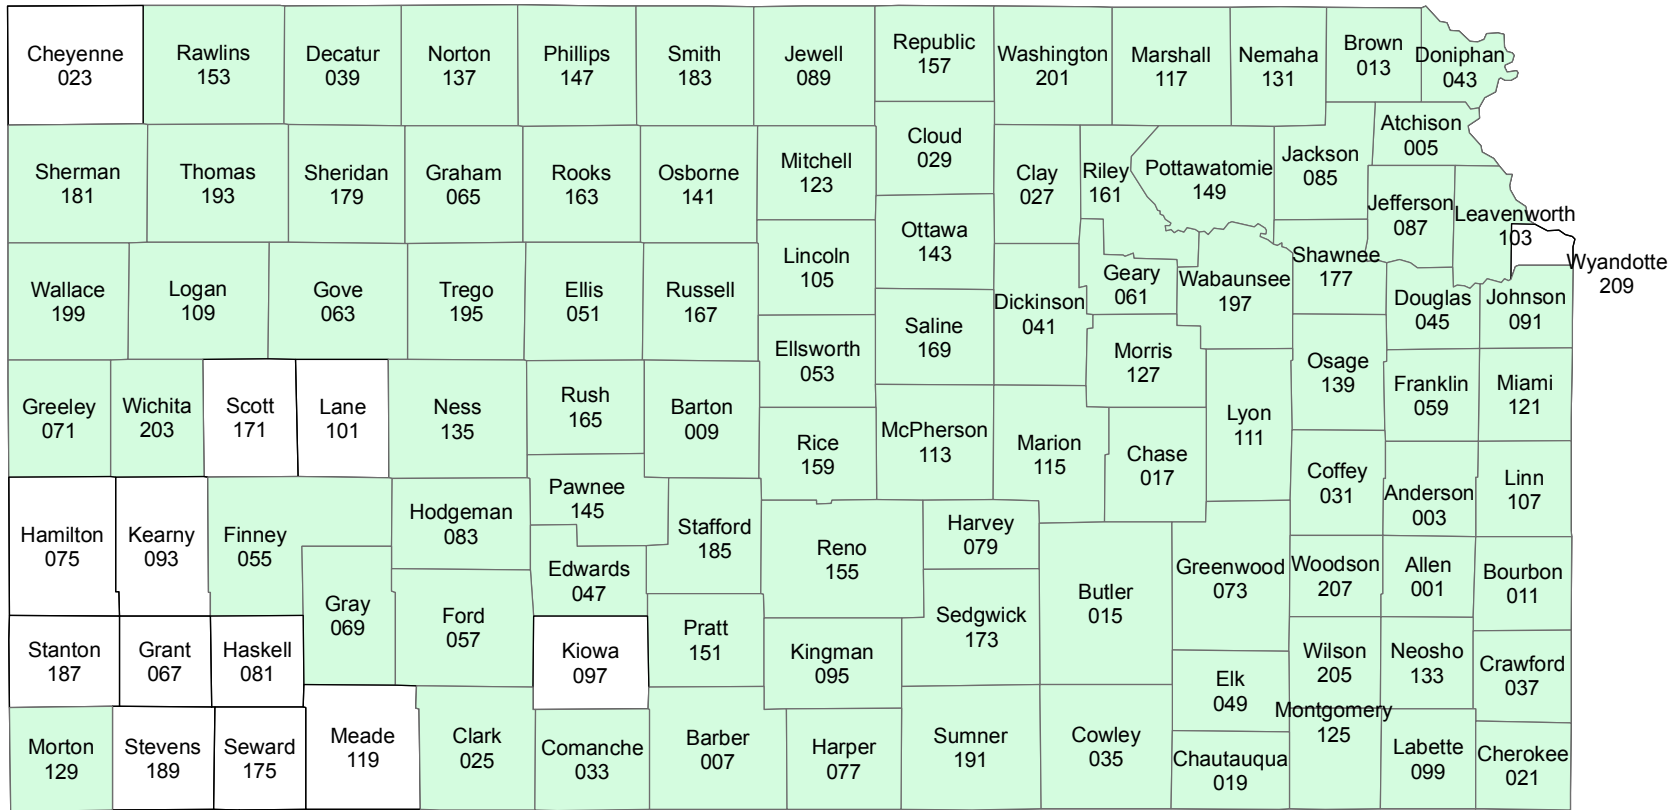 Cheyenne
023
Rawlins
153
Decatur
039
Norton
137
Phillips
147
Smith
183
Jewell
089
Republic
157
Washington
201
Marshall
117
Nemaha
131
Brown
013
Doniphan
043
Sherman
181
Thomas
193
Sheridan
179
Graham
065
Rooks
163
Osborne
141
Mitchell
123
Cloud
029
Clay
027
Riley
161
Pottawatomie
149
Jackson
085
Atchison
005
Jefferson
087
Leavenworth
103
Wyandotte
209
Wallace
199
Logan
109
Gove
063
Trego
195
Ellis
051
Russell
167
Lincoln
105
Ottawa
143
Dickinson
041
Geary
061
Wabaunsee
197
Shawnee
177
Douglas
045
Johnson
091
Ellsworth
053
Saline
169
Morris
127
Osage
139
Franklin
059
Miami
121
Greeley
071
Wichita
203
Scott
171
Lane
101
Ness
135
Rush
165
Barton
009
Rice
159
McPherson
113
Marion
115
Chase
017
Lyon
111
Coffey
031
Anderson
003
Linn
107
Hamilton
075
Kearny
093
Finney
055
Hodgeman
083
Pawnee
145
Stafford
185
Reno
155
Harvey
079
Butler
015
Greenwood
073
Woodson
207
Allen
001
Bourbon
011
Gray
069
Ford
057
Edwards
047
Pratt
151
Kingman
095
Sedgwick
173
Stanton
187
Grant
067
Haskell
081
Kiowa
097
Elk
049
Wilson
205
Neosho
133
Crawford
037
Morton
129
Stevens
189
Seward
175
Meade
119
Clark
025
Comanche
033
Barber
007
Harper
077
Sumner
191
Cowley
035
Chautauqua
019
Montgomery
125
Labette
099
Cherokee
021